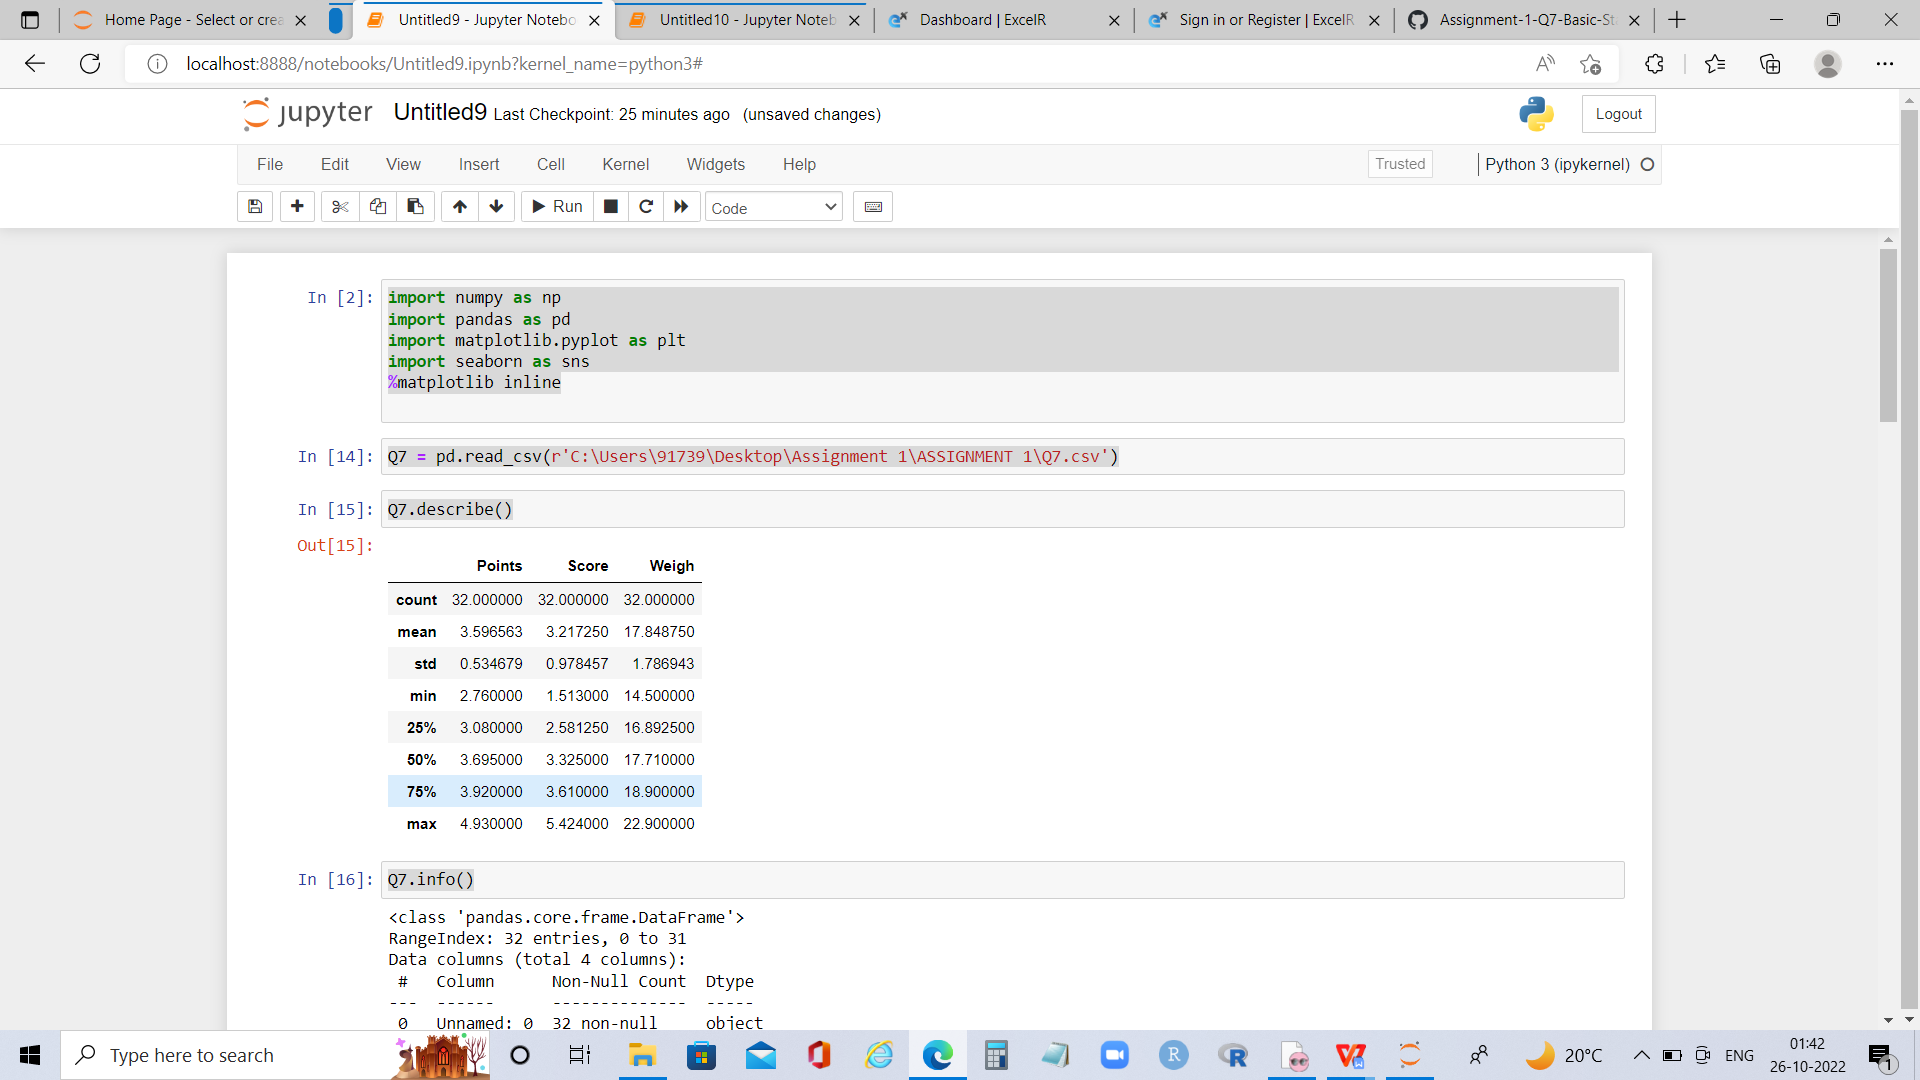 Home Page - Select or crea
Untitled9 - Jupyter Notebo
Untitled10 - Jupyter Noteb
Dashboard | ExcelR
Sign in or Register | ExcelR
Assignment-1-Q7-Basic-Sta
localhost:8888/notebooks/Untitled9.ipynb?kernel_name=python3#
jupyter Untitled9 Last Checkpoint: 25 minutes ago (unsaved changes)
Logout
File Edit View Insert Cell Kernel Widgets Help
Trusted
Python 3 (ipykernel)
Run
Code
In [2]: import numpy as np
import pandas as pd
import matplotlib.pyplot as plt
import seaborn as sns
%matplotlib inline
In [14]: Q7 = pd.read_csv(r'C:\Users\91739\Desktop\Assignment 1\ASSIGNMENT 1\Q7.csv')
In [15]: Q7.describe()
Out[15]:
Points Score Weigh
count 32.000000 32.000000 32.000000
mean 3.596563 3.217250 17.848750
std 0.534679 0.978457 1.786943
min 2.760000 1.513000 14.500000
25% 3.080000 2.581250 16.892500
50% 3.695000 3.325000 17.710000
75% 3.920000 3.610000 18.900000
max 4.930000 5.424000 22.900000
In [16]: Q7.info()
<class 'pandas.core.frame.DataFrame'>
RangeIndex: 32 entries, 0 to 31
Data columns (total 4 columns):
# Column Non-Null Count Dtype
--- ------ -------------- -----
0 Unnamed: 0 32 non-null object
Type here to search
20°C
ENG
01:42
26-10-2022
1